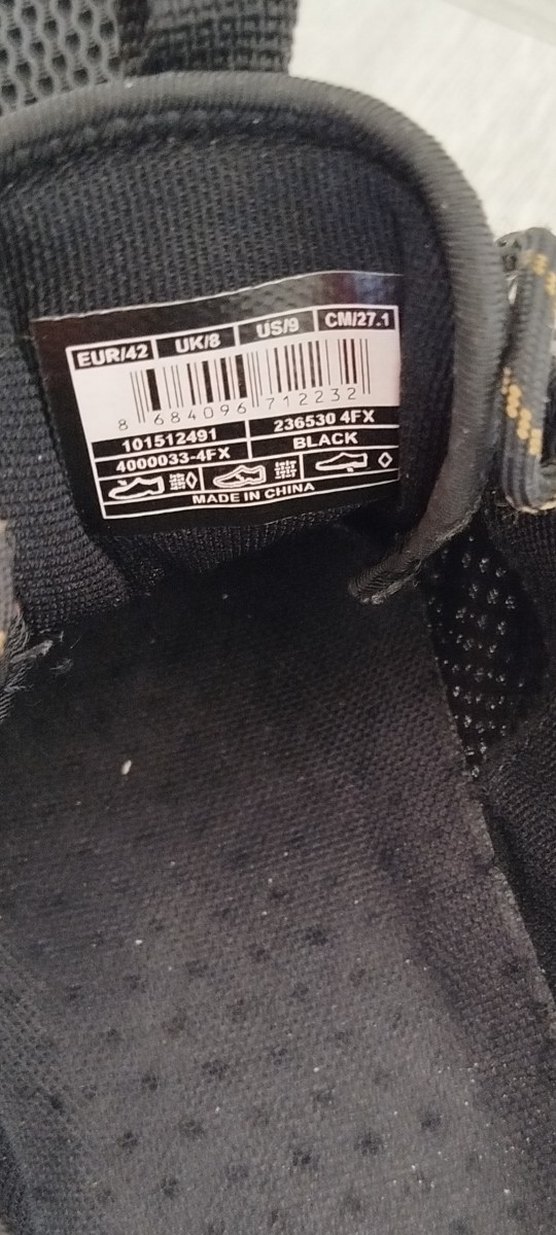 EUR/42 UK/8 US/9 CM/27.1
8 684096 712232
101512491 236530 4FX
4000033-4FX BLACK
MADE IN CHINA